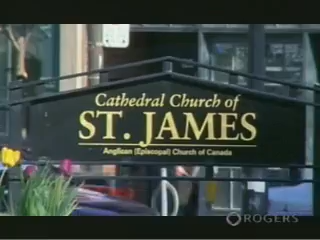 Cathedral Church of
ST. JAMES
Anglican (Episcopal) Church of Canada
ROGERS